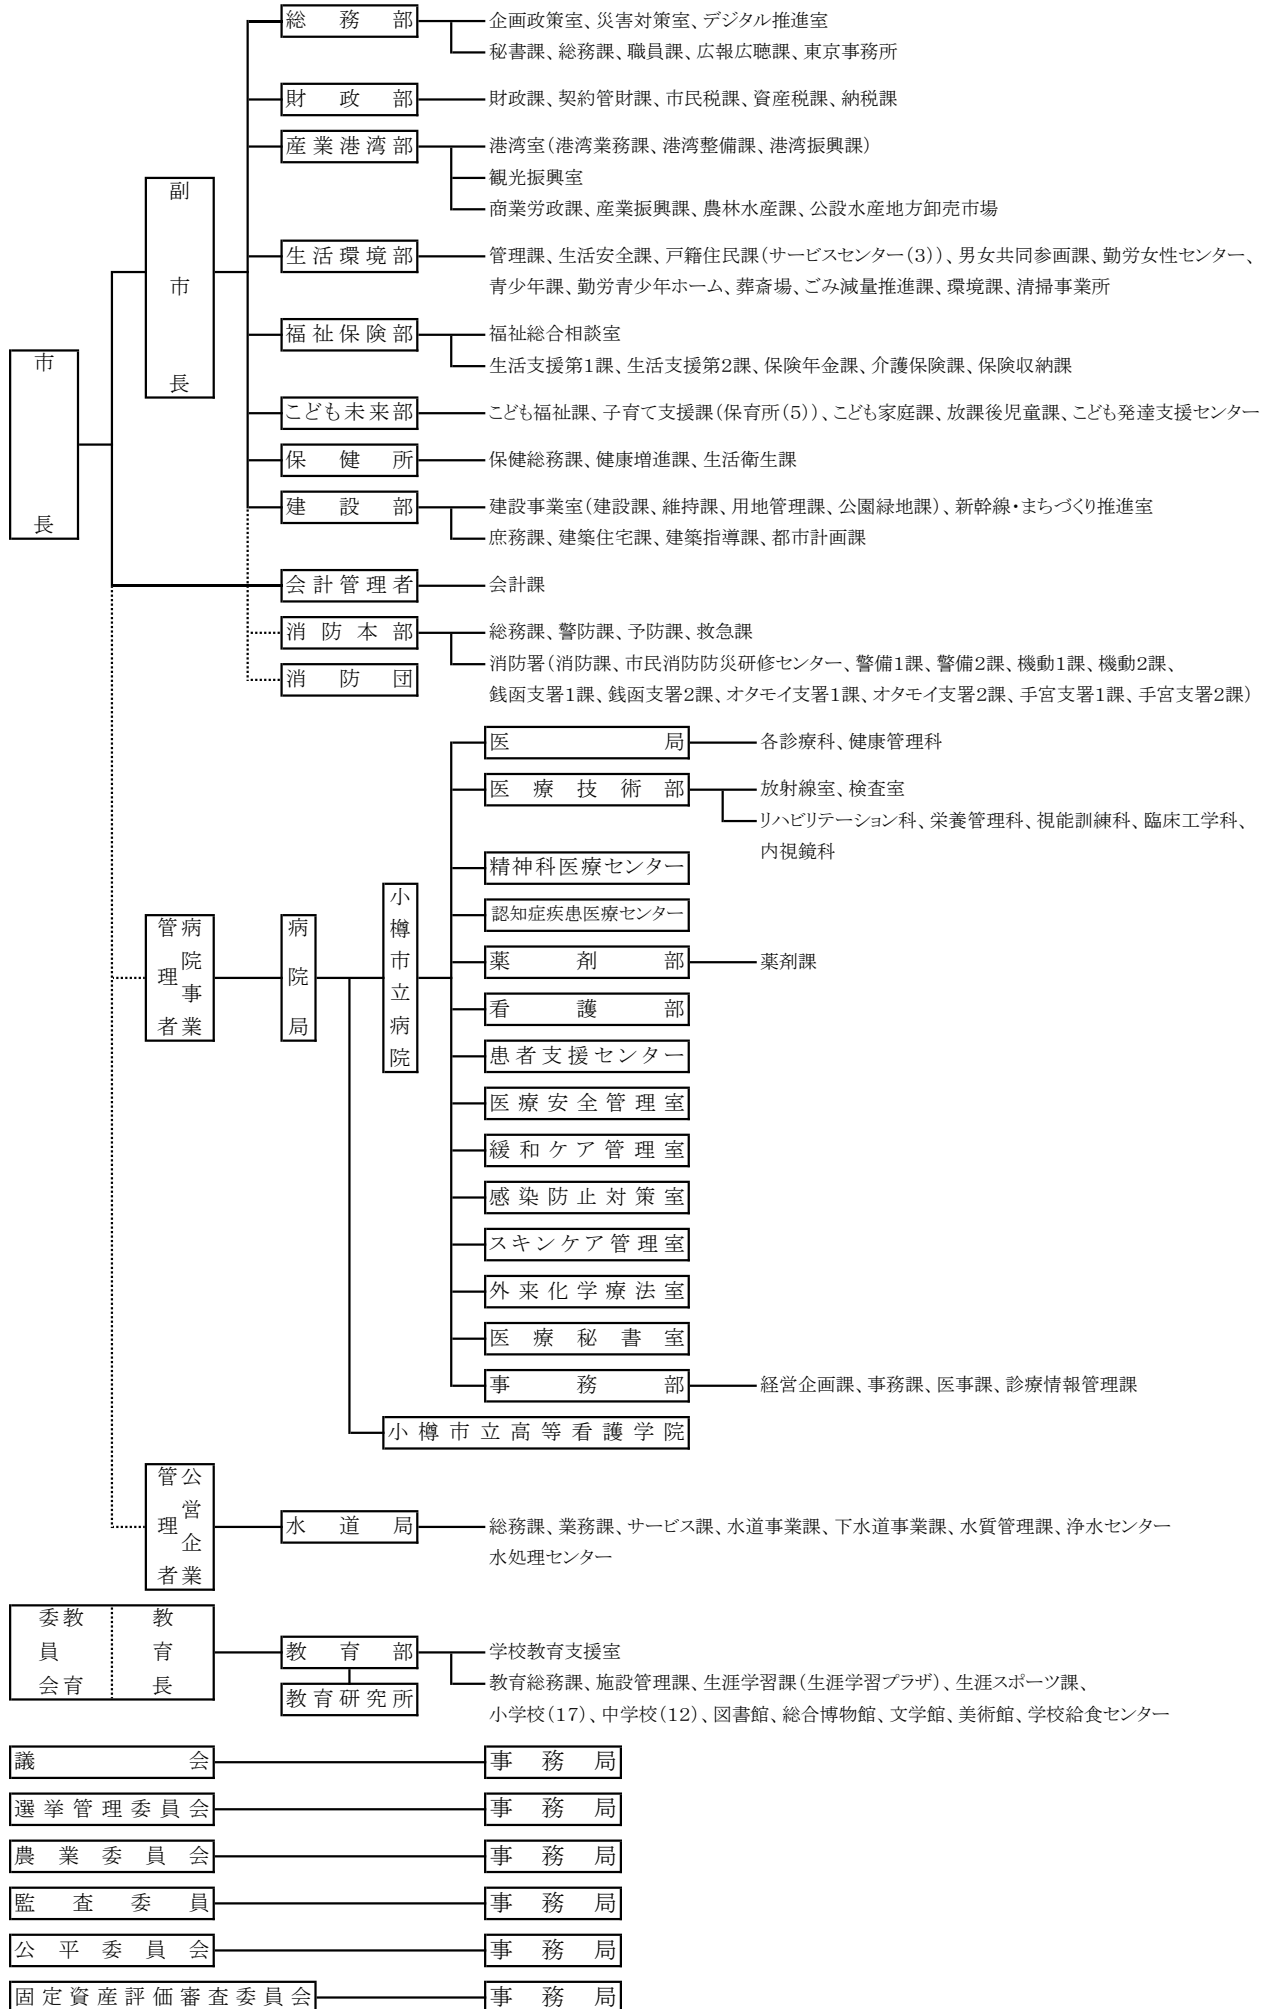 総務部 企画政策室、災害対策室、デジタル推進室
秘書課、総務課、職員課、広報広聴課、東京事務所
財政部 財政課、契約管財課、市民税課、資産税課、納税課
産業港湾部 港湾室(港湾業務課、港湾整備課、港湾振興課)
観光振興室
商業労政課、産業振興課、農林水産課、公設水産地方卸売市場
副市長
生活環境部 管理課、生活安全課、戸籍住民課(サービスセンター(3))、男女共同参画課、勤労女性センター、
青少年課、勤労青少年ホーム、葬斎場、ごみ減量推進課、環境課、清掃事業所
福祉保険部 福祉総合相談室
生活支援第1課、生活支援第2課、保険年金課、介護保険課、保険収納課
市長
こども未来部 こども福祉課、子育て支援課(保育所(5))、こども家庭課、放課後児童課、こども発達支援センター
保健所 保健総務課、健康増進課、生活衛生課
建設部 建設事業室(建設課、維持課、用地管理課、公園緑地課)、新幹線・まちづくり推進室
庶務課、建築住宅課、建築指導課、都市計画課
会計管理者 会計課
消防本部 総務課、警防課、予防課、救急課
消防署(消防課、市民消防防災研修センター、警備1課、警備2課、機動1課、機動2課、
銭函支署1課、銭函支署2課、オタモイ支署1課、オタモイ支署2課、手宮支署1課、手宮支署2課)
消防団
病院事業管理者
病院局
小樽市立病院
医局 各診療科、健康管理科
医療技術部 放射線室、検査室
リハビリテーション科、栄養管理科、視能訓練科、臨床工学科、
内視鏡科
精神科医療センター
認知症疾患医療センター
薬剤部 薬剤課
看護部
患者支援センター
医療安全管理室
緩和ケア管理室
感染防止対策室
スキンケア管理室
外来化学療法室
医療秘書室
事務部 経営企画課、事務課、医事課、診療情報管理課
小樽市立高等看護学院
公営企業管理者
水道局 総務課、業務課、サービス課、水道事業課、下水道事業課、水質管理課、浄水センター
水処理センター
教育委員会
教育長
教育部 学校教育支援室
教育総務課、施設管理課、生涯学習課(生涯学習プラザ)、生涯スポーツ課、
小学校(17)、中学校(12)、図書館、総合博物館、文学館、美術館、学校給食センター
教育研究所
議会 事務局
選挙管理委員会 事務局
農業委員会 事務局
監査委員 事務局
公平委員会 事務局
固定資産評価審査委員会 事務局